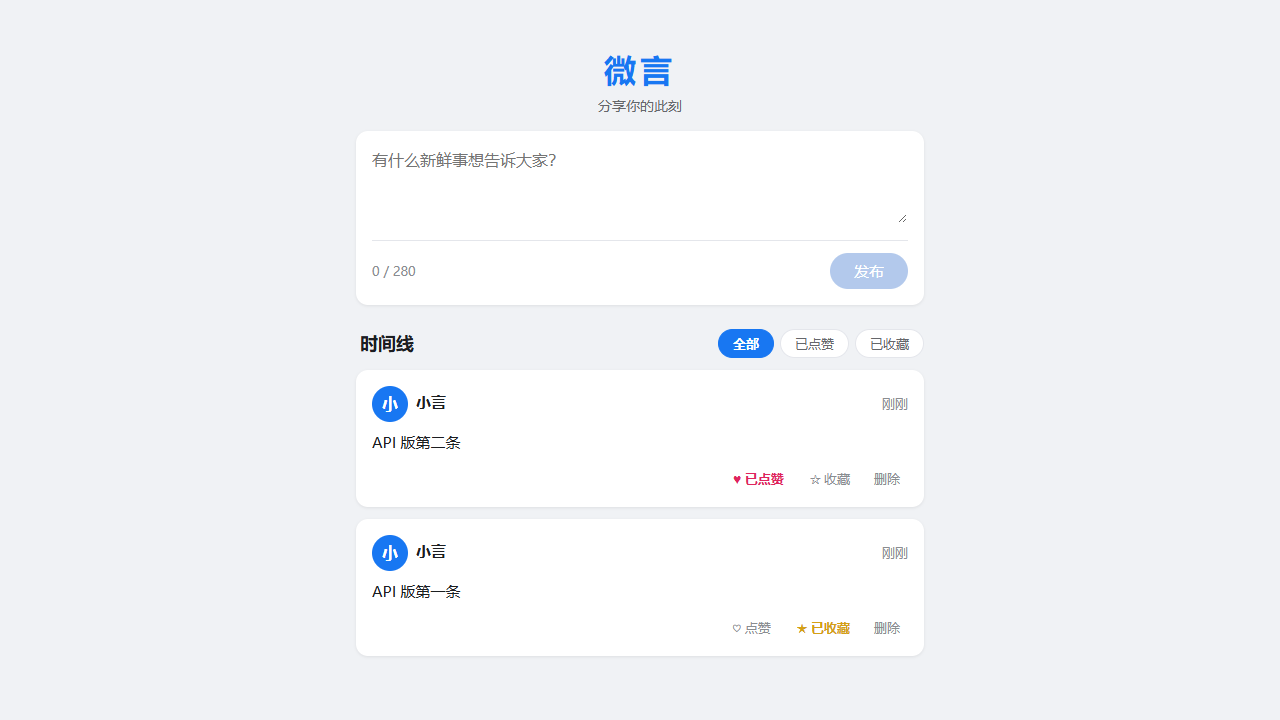 微言
分享你的此刻
有什么新鲜事想告诉大家？
0 / 280
发布
时间线
全部
已点赞
已收藏
小
小言
刚刚
API 版第二条
♥ 已点赞
☆ 收藏
删除
小
小言
刚刚
API 版第一条
♡ 点赞
★ 已收藏
删除